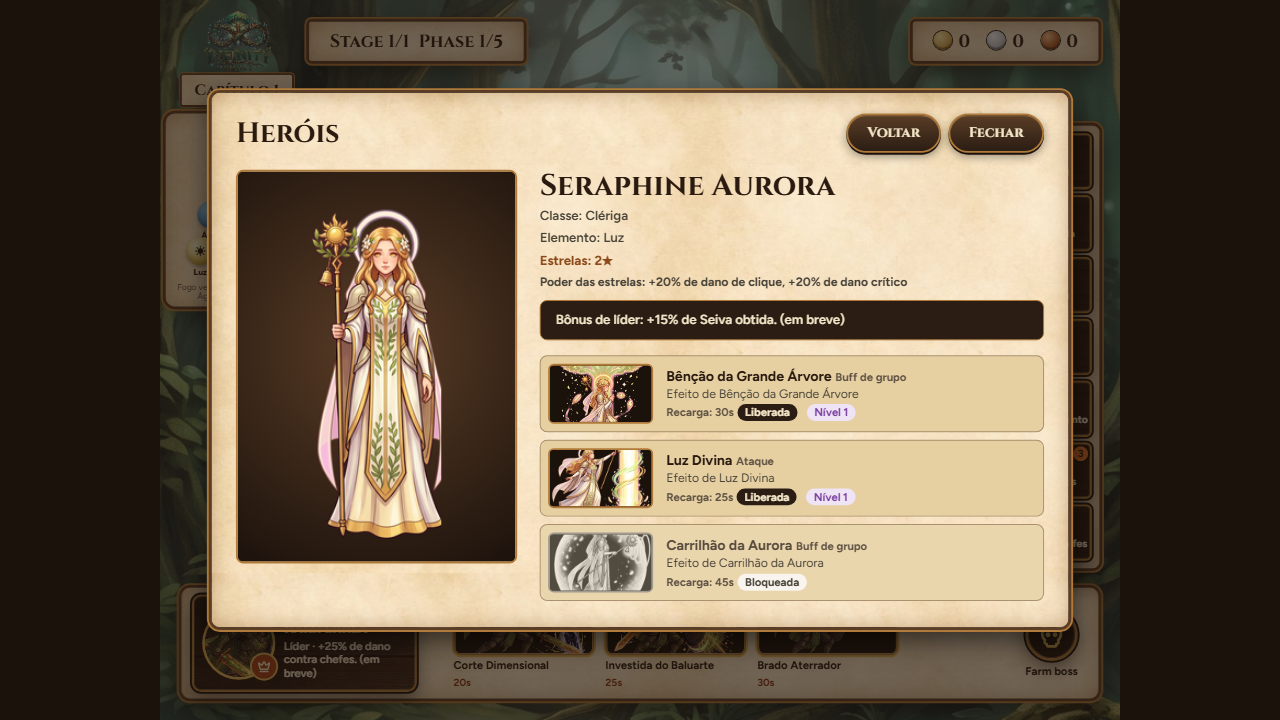 Stage 1/1 Phase 1/5
0 0 0
Heróis
Voltar
Fechar
Seraphine Aurora
Classe: Clériga
Elemento: Luz
Estrelas: 2★
Poder das estrelas: +20% de dano de clique, +20% de dano crítico
Bônus de líder: +15% de Seiva obtida. (em breve)
Bênção da Grande Árvore Buff de grupo
Efeito de Bênção da Grande Árvore
Recarga: 30s Liberada Nível 1
Luz Divina Ataque
Efeito de Luz Divina
Recarga: 25s Liberada Nível 1
Carrilhão da Aurora Buff de grupo
Efeito de Carrilhão da Aurora
Recarga: 45s Bloqueada
Luz
Fogo
3
Líder · +25% de dano
contra chefes. (em
breve)
Corte Dimensional
20s
Investida do Baluarte
25s
Brado Aterrador
30s
Farm boss